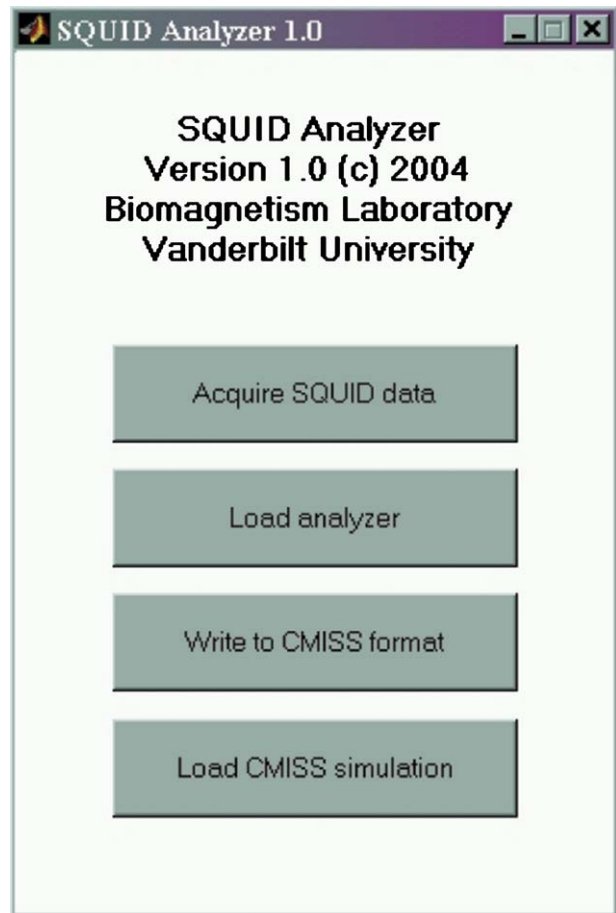 SQUID Analyzer 1.0
SQUID Analyzer
Version 1.0 (c) 2004
Biomagnetism Laboratory
Vanderbilt University
Acquire SQUID data
Load analyzer
Write to CMISS format
Load CMISS simulation